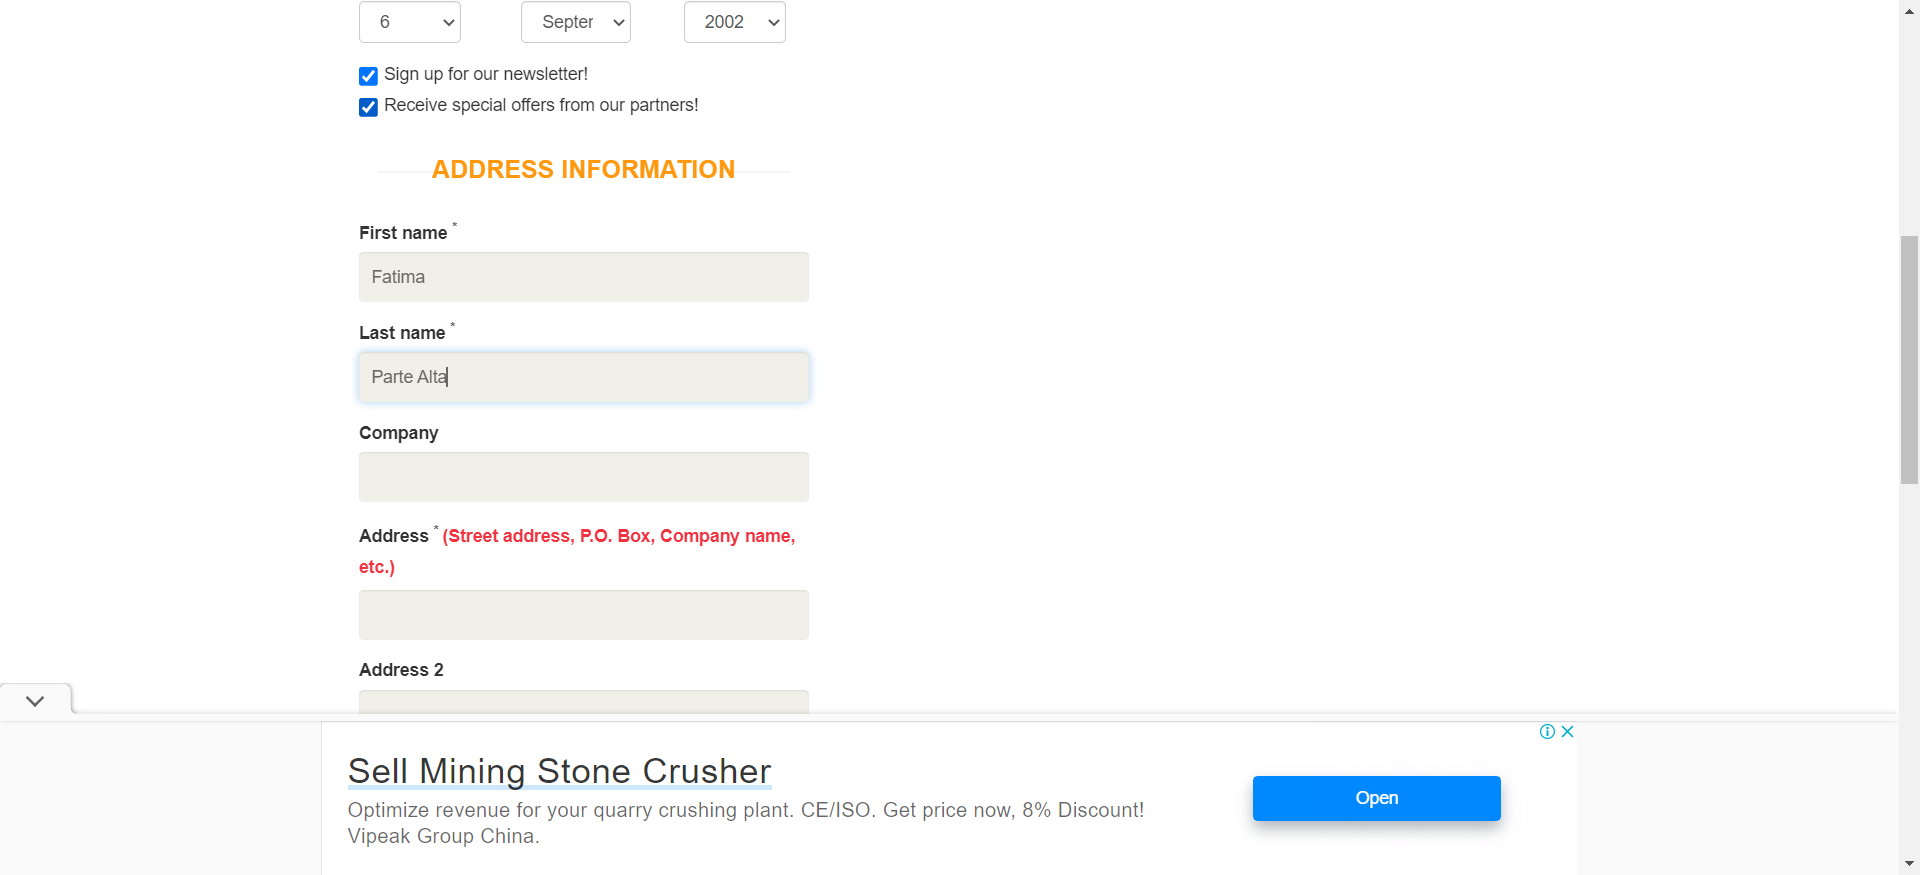 6 Septer 2002
Sign up for our newsletter!
Receive special offers from our partners!
ADDRESS INFORMATION
First name *
Fatima
Last name *
Parte Alta
Company
Address * (Street address, P.O. Box, Company name,
etc.)
Address 2
Sell Mining Stone Crusher
Optimize revenue for your quarry crushing plant. CE/ISO. Get price now, 8% Discount!
Vipeak Group China.
Open